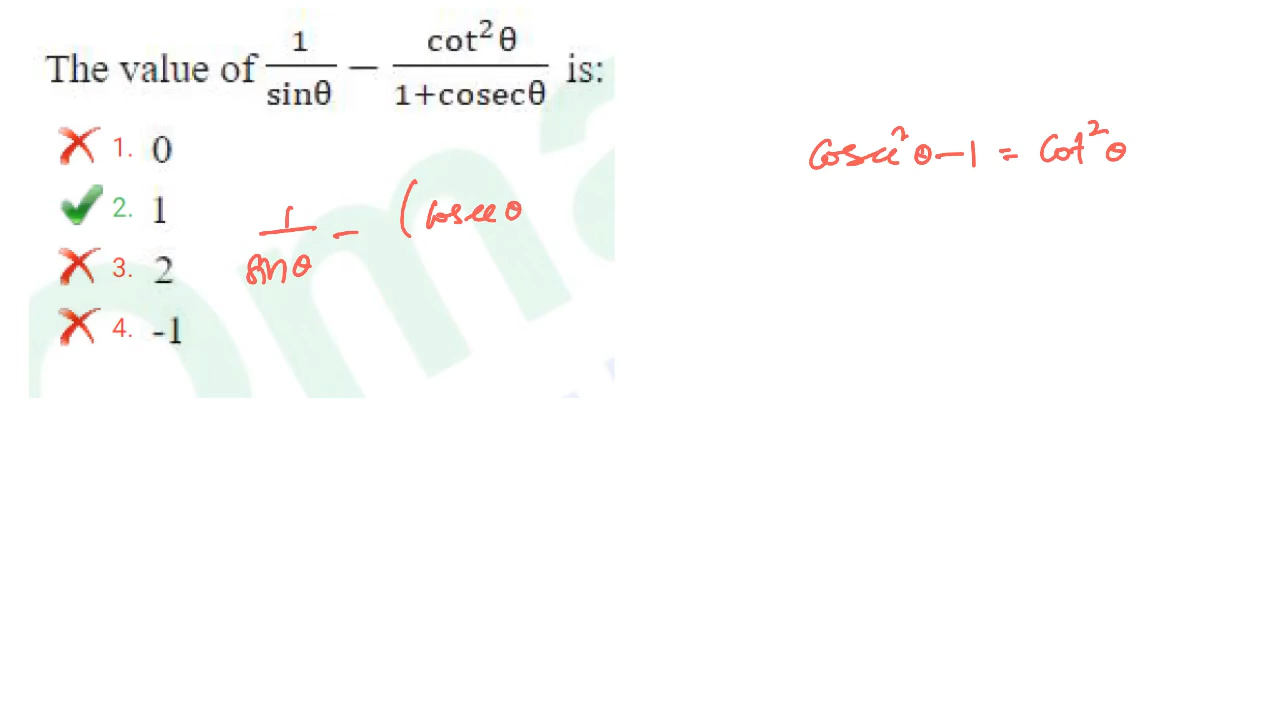 The value of 1/sinθ − cot²θ/1+cosecθ is:
cosec²θ−1 = cot²θ
1. 0
2. 1
1/sinθ − (cosecθ
3. 2
4. -1